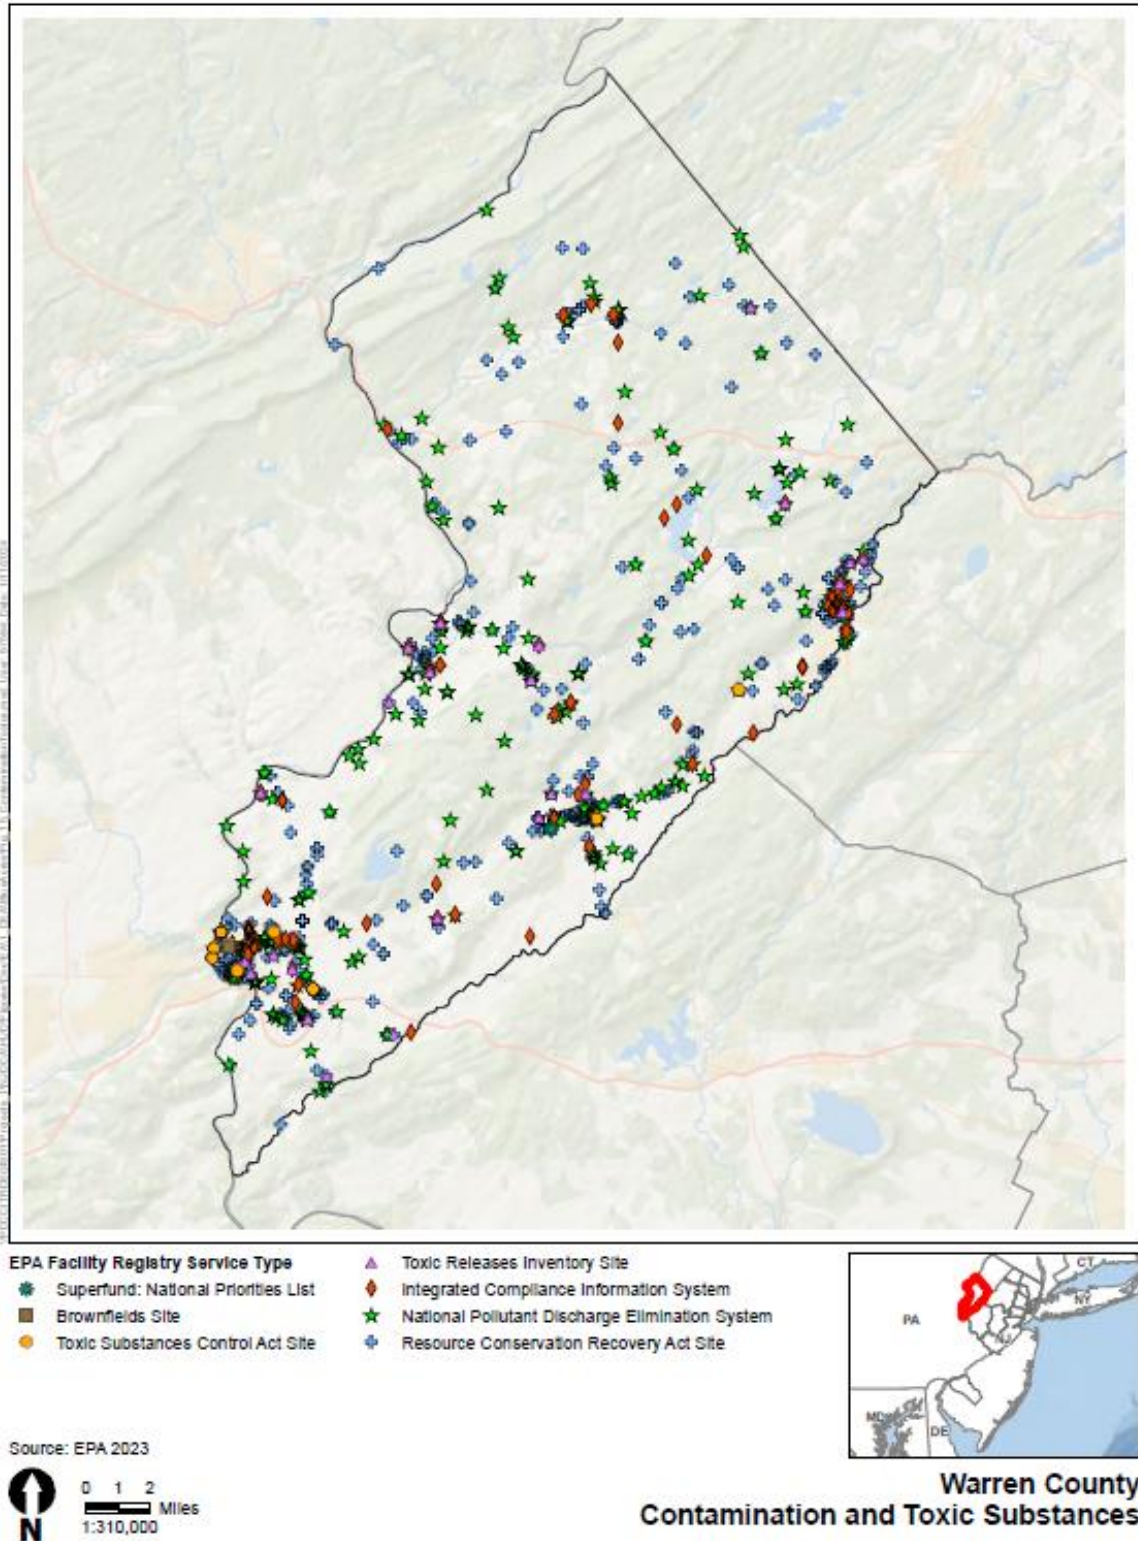 EPA Facility Registry Service Type
Superfund: National Priorities List
Brownfields Site
Toxic Substances Control Act Site
Toxic Releases Inventory Site
Integrated Compliance Information System
National Pollutant Discharge Elimination System
Resource Conservation Recovery Act Site
CT
NY
PA
NJ
MD
DE
Source: EPA 2023
N
0 1 2
Miles
1:310,000
Warren County
Contamination and Toxic Substances